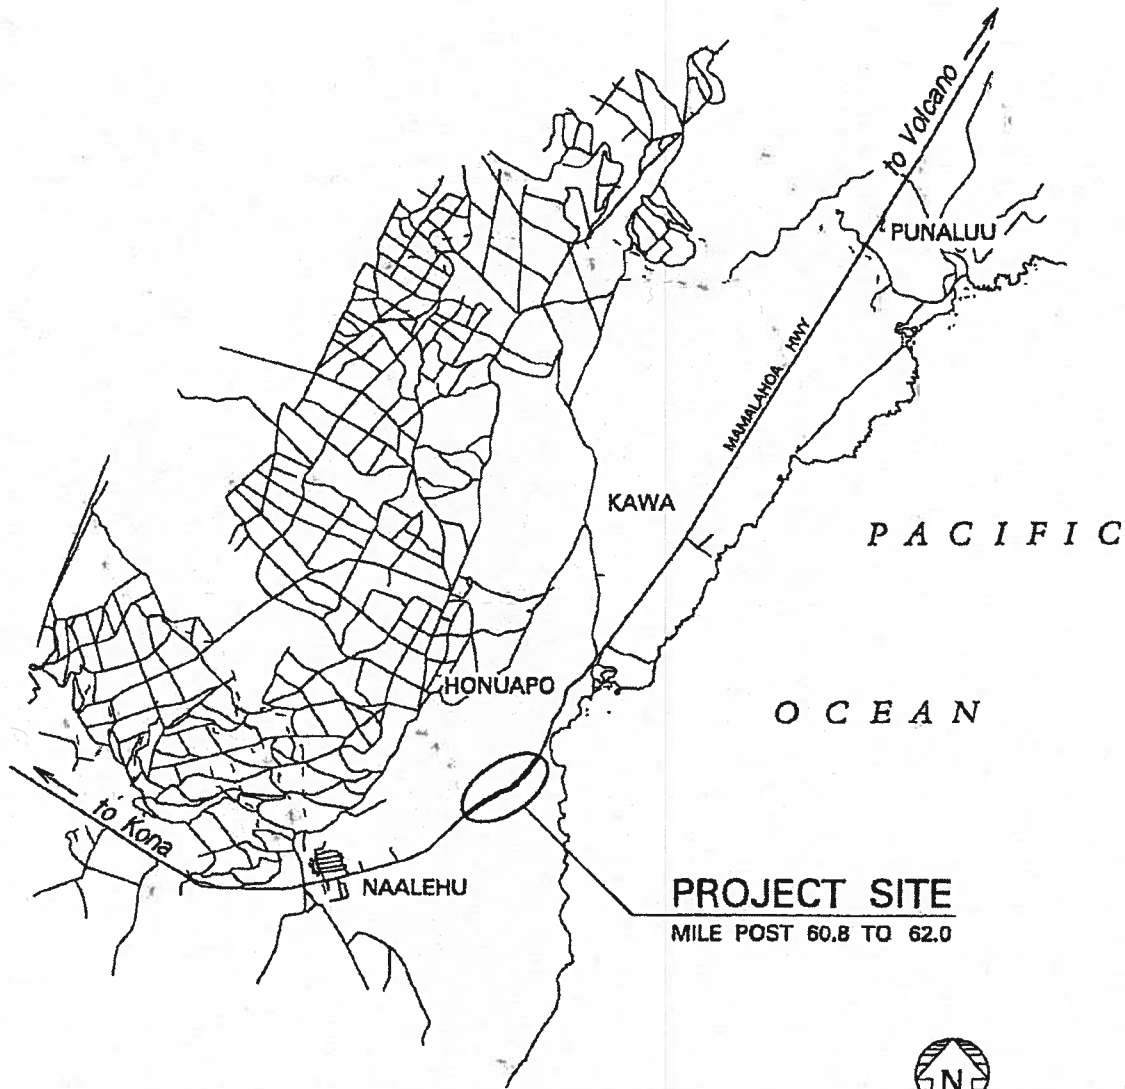 to Volcano
PUNALUU
MAMALAHOA HWY
KAWA
PACIFIC
HONUAPO
OCEAN
to Kona
NAALEHU
PROJECT SITE
MILE POST 60.8 TO 62.0
N